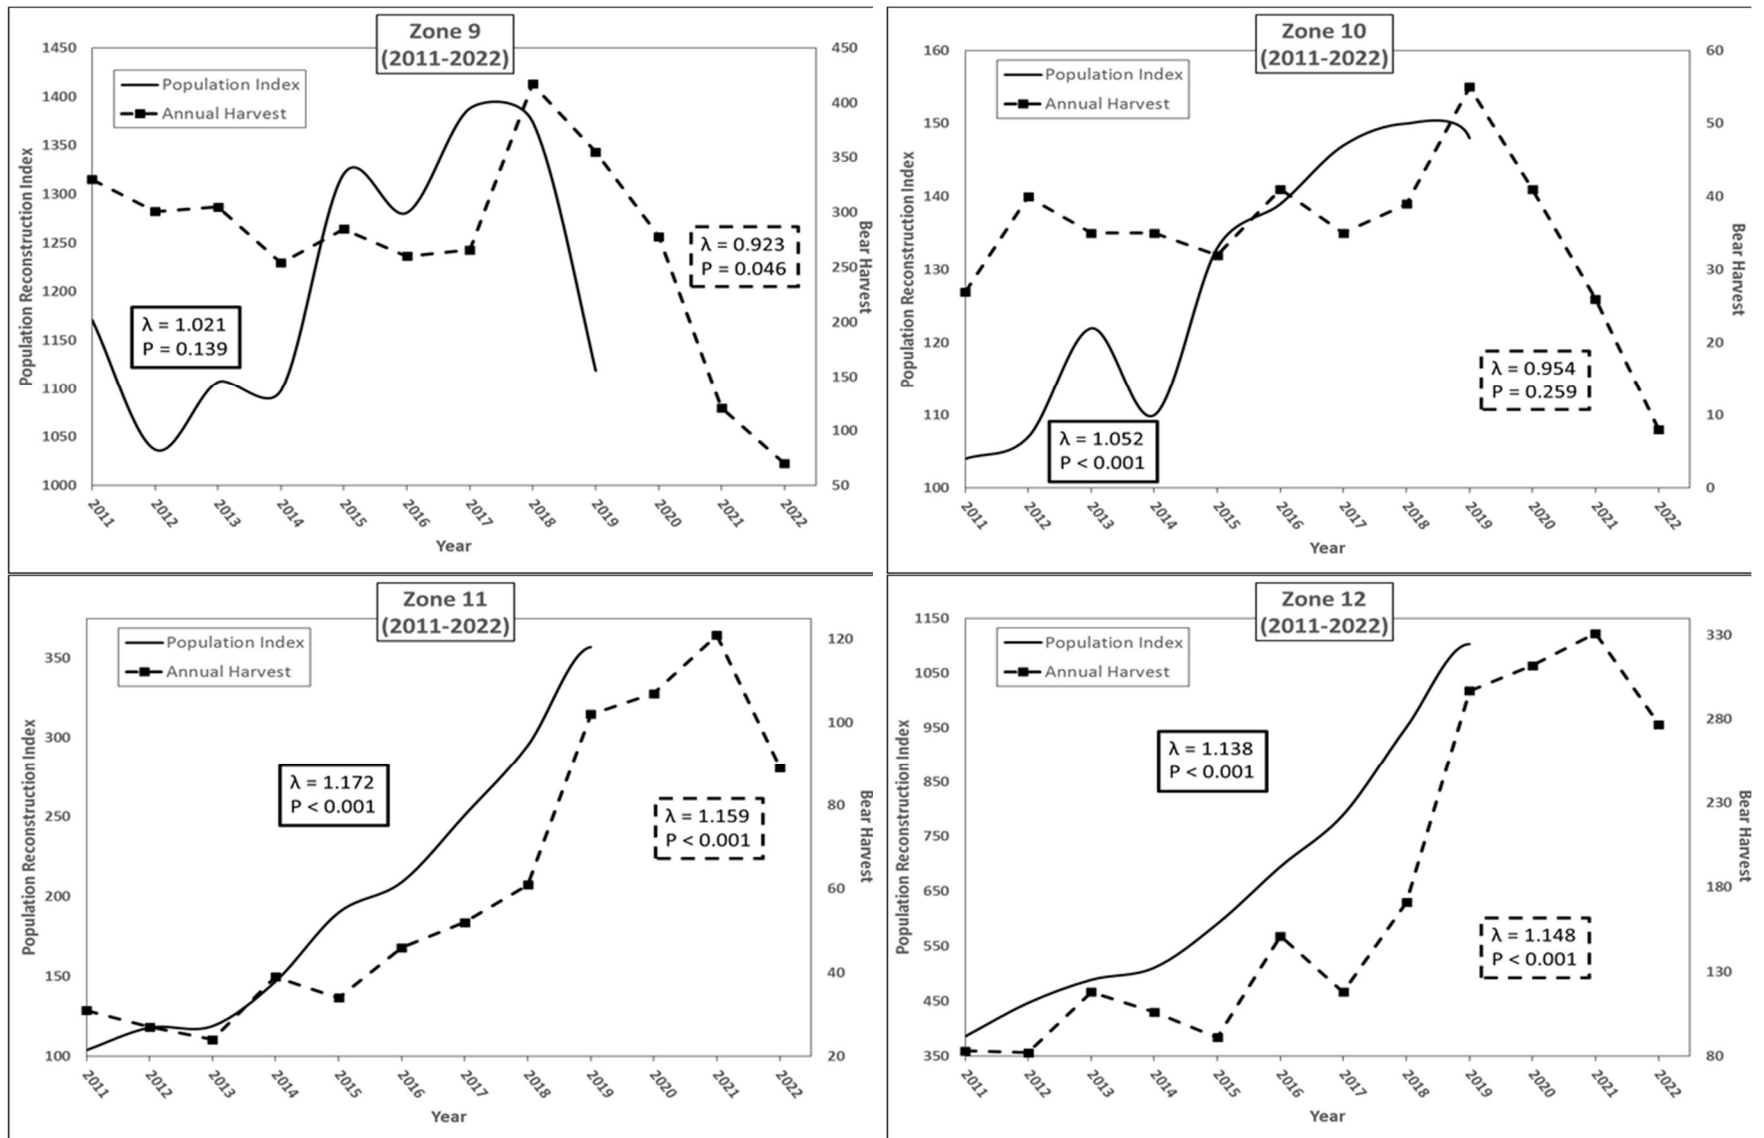 Zone 9
(2011-2022)
Population Index
Annual Harvest
Population Reconstruction Index
1450
1400
1350
1300
1250
1200
1150
1100
1050
1000
450
400
350
300
250
200
150
100
50
Bear Harvest
λ = 1.021
P = 0.139
λ = 0.923
P = 0.046
2011
2012
2013
2014
2015
2016
2017
2018
2019
2020
2021
2022
Year
Zone 10
(2011-2022)
Population Index
Annual Harvest
Population Reconstruction Index
160
150
140
130
120
110
100
60
50
40
30
20
10
0
Bear Harvest
λ = 1.052
P < 0.001
λ = 0.954
P = 0.259
2011
2012
2013
2014
2015
2016
2017
2018
2019
2020
2021
2022
Year
Zone 11
(2011-2022)
Population Index
Annual Harvest
Population Reconstruction Index
350
300
250
200
150
100
120
100
80
60
40
20
Bear Harvest
λ = 1.172
P < 0.001
λ = 1.159
P < 0.001
2011
2012
2013
2014
2015
2016
2017
2018
2019
2020
2021
2022
Year
Zone 12
(2011-2022)
Population Index
Annual Harvest
Population Reconstruction Index
1150
1050
950
850
750
650
550
450
350
330
280
230
180
130
80
Bear Harvest
λ = 1.138
P < 0.001
λ = 1.148
P < 0.001
2011
2012
2013
2014
2015
2016
2017
2018
2019
2020
2021
2022
Year